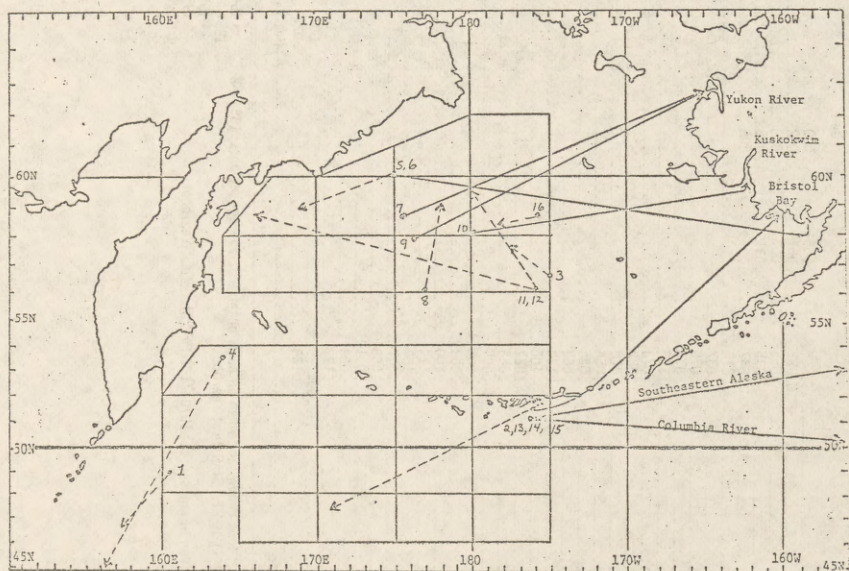 160E 170E 180 170W 160W
Yukon River
Kuskokwim
River
60N 5,6 60N
Bristol
Bay
7 16
10
9
3
8 11,12
55N 55N
4
Southeastern Alaska
2,13,14, 15 Columbia River
50N 50N
1
45N 160E 170E 180 170W 160W 45N